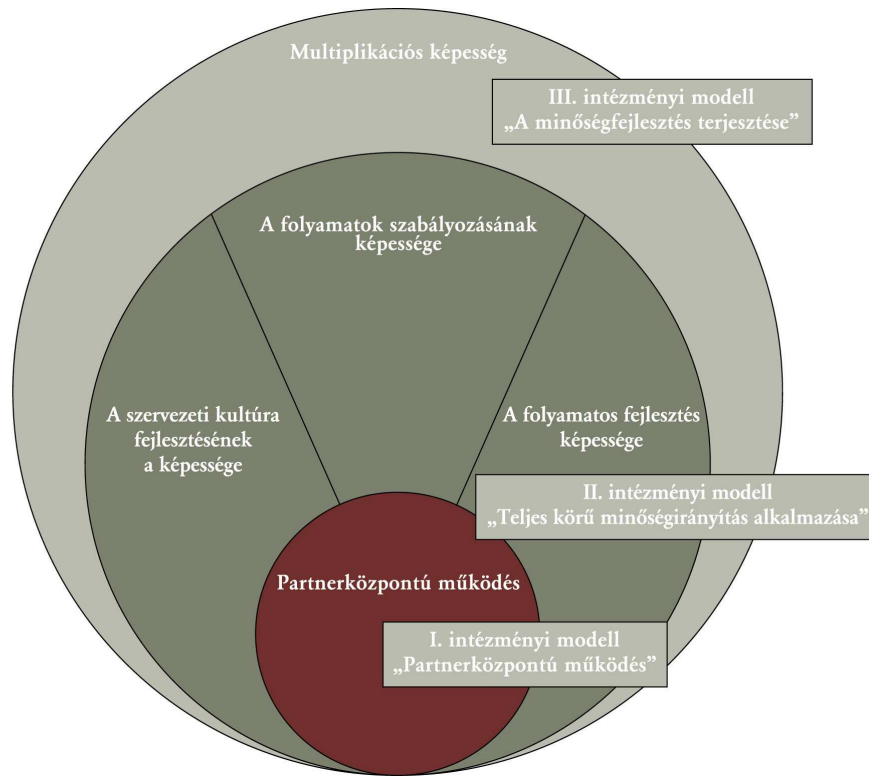 Multiplikációs képesség
III. intézményi modell
„A minőségfejlesztés terjesztése”
A folyamatok szabályozásának
képessége
A szervezeti kultúra
fejlesztésének
a képessége
A folyamatos fejlesztés
képessége
II. intézményi modell
„Teljes körű minőségirányítás alkalmazása”
Partnerközpontú működés
I. intézményi modell
„Partnerközpontú működés”